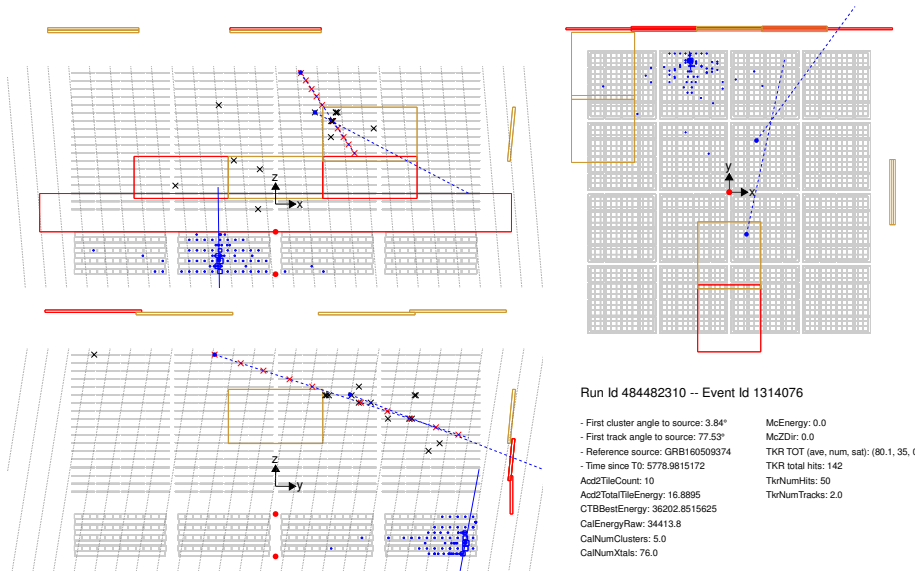 z
x
y
x
z
y
Run Id 484482310 -- Event Id 1314076
- First cluster angle to source: 3.84°
- First track angle to source: 77.53°
- Reference source: GRB160509374
- Time since T0: 5778.9815172
Acd2TileCount: 10
Acd2TotalTileEnergy: 16.8895
CTBBestEnergy: 36202.8515625
CalEnergyRaw: 34413.8
CalNumClusters: 5.0
CalNumXtals: 76.0
McEnergy: 0.0
McZDir: 0.0
TKR TOT (ave, num, sat): (80.1, 35, 
TKR total hits: 142
TkrNumHits: 50
TkrNumTracks: 2.0